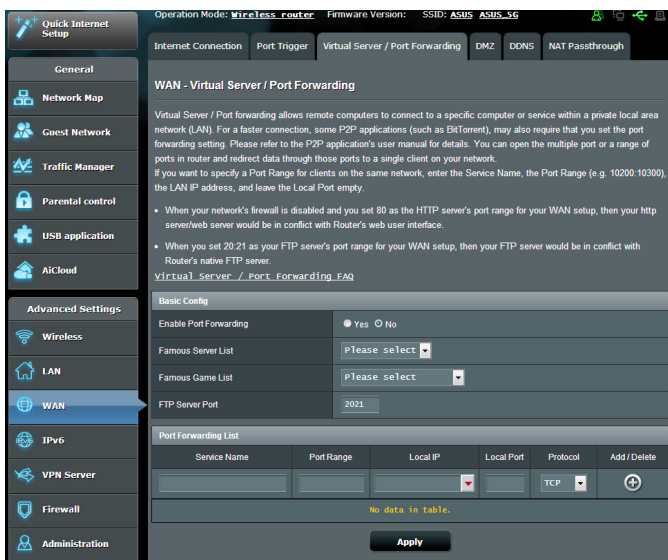 Operation Mode: Wireless router Firmware Version: SSID: ASUS ASUS_5G
Quick Internet
Setup
General
Network Map
Guest Network
Traffic Manager
Parental control
USB application
AiCloud
Advanced Settings
Wireless
LAN
WAN
IPv6
VPN Server
Firewall
Administration
Internet Connection Port Trigger Virtual Server / Port Forwarding DMZ DDNS NAT Passthrough
WAN - Virtual Server / Port Forwarding
Virtual Server / Port forwarding allows remote computers to connect to a specific computer or service within a private local area
network (LAN). For a faster connection, some P2P applications (such as BitTorrent), may also require that you set the port
forwarding setting. Please refer to the P2P application's user manual for details. You can open the multiple port or a range of
ports in router and redirect data through those ports to a single client on your network.
If you want to specify a Port Range for clients on the same network, enter the Service Name, the Port Range (e.g. 10200:10300),
the LAN IP address, and leave the Local Port empty.
• When your network's firewall is disabled and you set 80 as the HTTP server's port range for your WAN setup, then your http
server/web server would be in conflict with Router's web user interface.
• When you set 20:21 as your FTP server's port range for your WAN setup, then your FTP server would be in conflict with
Router's native FTP server.
Virtual Server / Port Forwarding FAQ
Basic Config
Enable Port Forwarding Yes No
Famous Server List Please select
Famous Game List Please select
FTP Server Port 2021
Port Forwarding List
Service Name Port Range Local IP Local Port Protocol Add / Delete
TCP
No data in table.
Apply